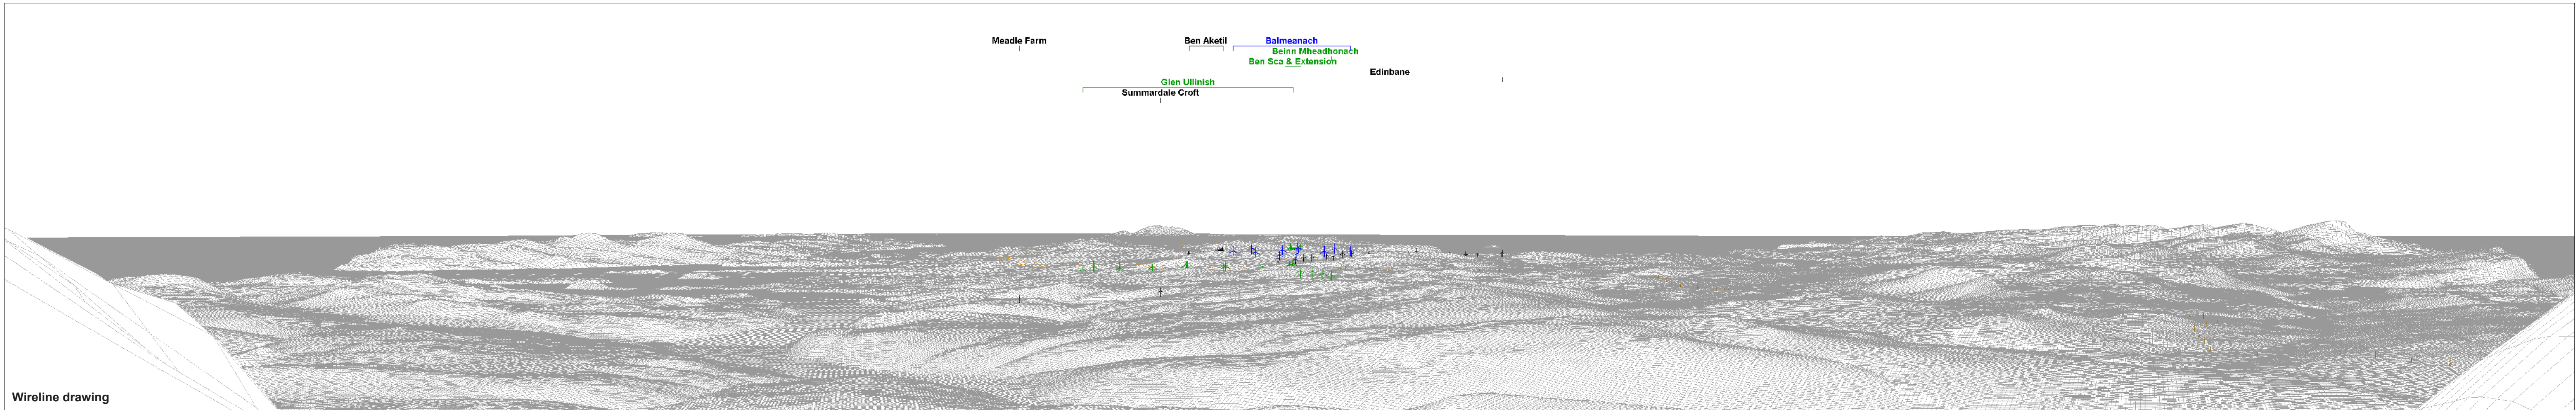 Meadle Farm
Ben Aketil
Balmeanach
Beinn Mheadhonach
Ben Sca & Extension
Edinbane
Glen Ullinish
Summardale Croft
Wireline drawing